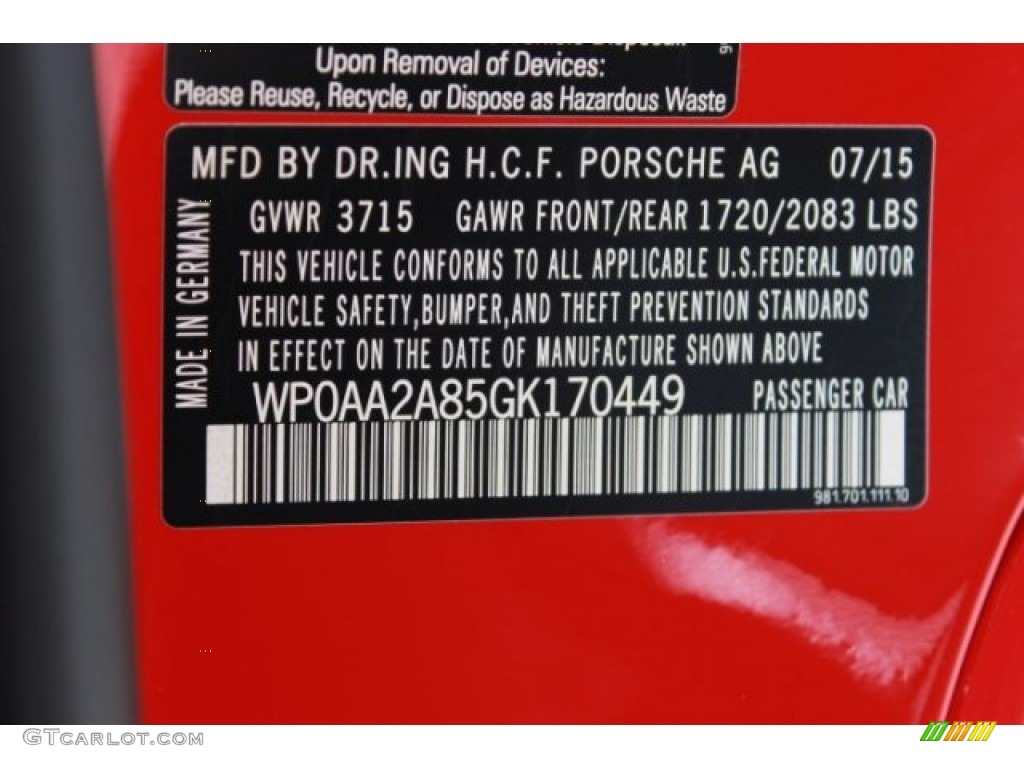 Upon Removal of Devices:
Please Reuse, Recycle, or Dispose as Hazardous Waste
MFD BY DR.ING H.C.F. PORSCHE AG 07/15
GVWR 3715 GAWR FRONT/REAR 1720/2083 LBS
THIS VEHICLE CONFORMS TO ALL APPLICABLE U.S.FEDERAL MOTOR
VEHICLE SAFETY,BUMPER,AND THEFT PREVENTION STANDARDS
IN EFFECT ON THE DATE OF MANUFACTURE SHOWN ABOVE
MADE IN GERMANY
WP0AA2A85GK170449 PASSENGER CAR
981.701.111.10
GTCARLOT.COM